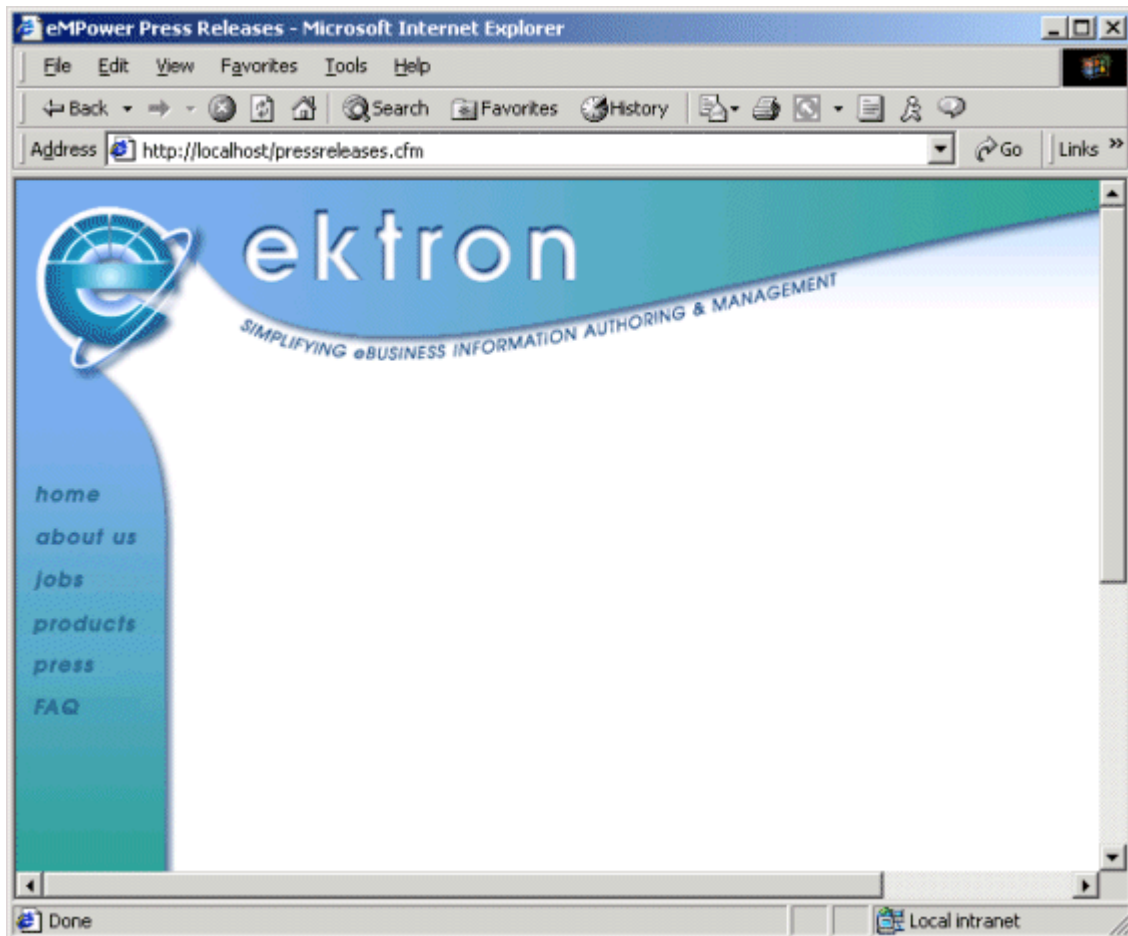 eMPower Press Releases - Microsoft Internet Explorer
File Edit View Favorites Tools Help
Back Search Favorites History
Address http://localhost/pressreleases.cfm Go Links »
ektron
SIMPLIFYING eBUSINESS INFORMATION AUTHORING & MANAGEMENT
home
about us
jobs
products
press
FAQ
Done Local intranet